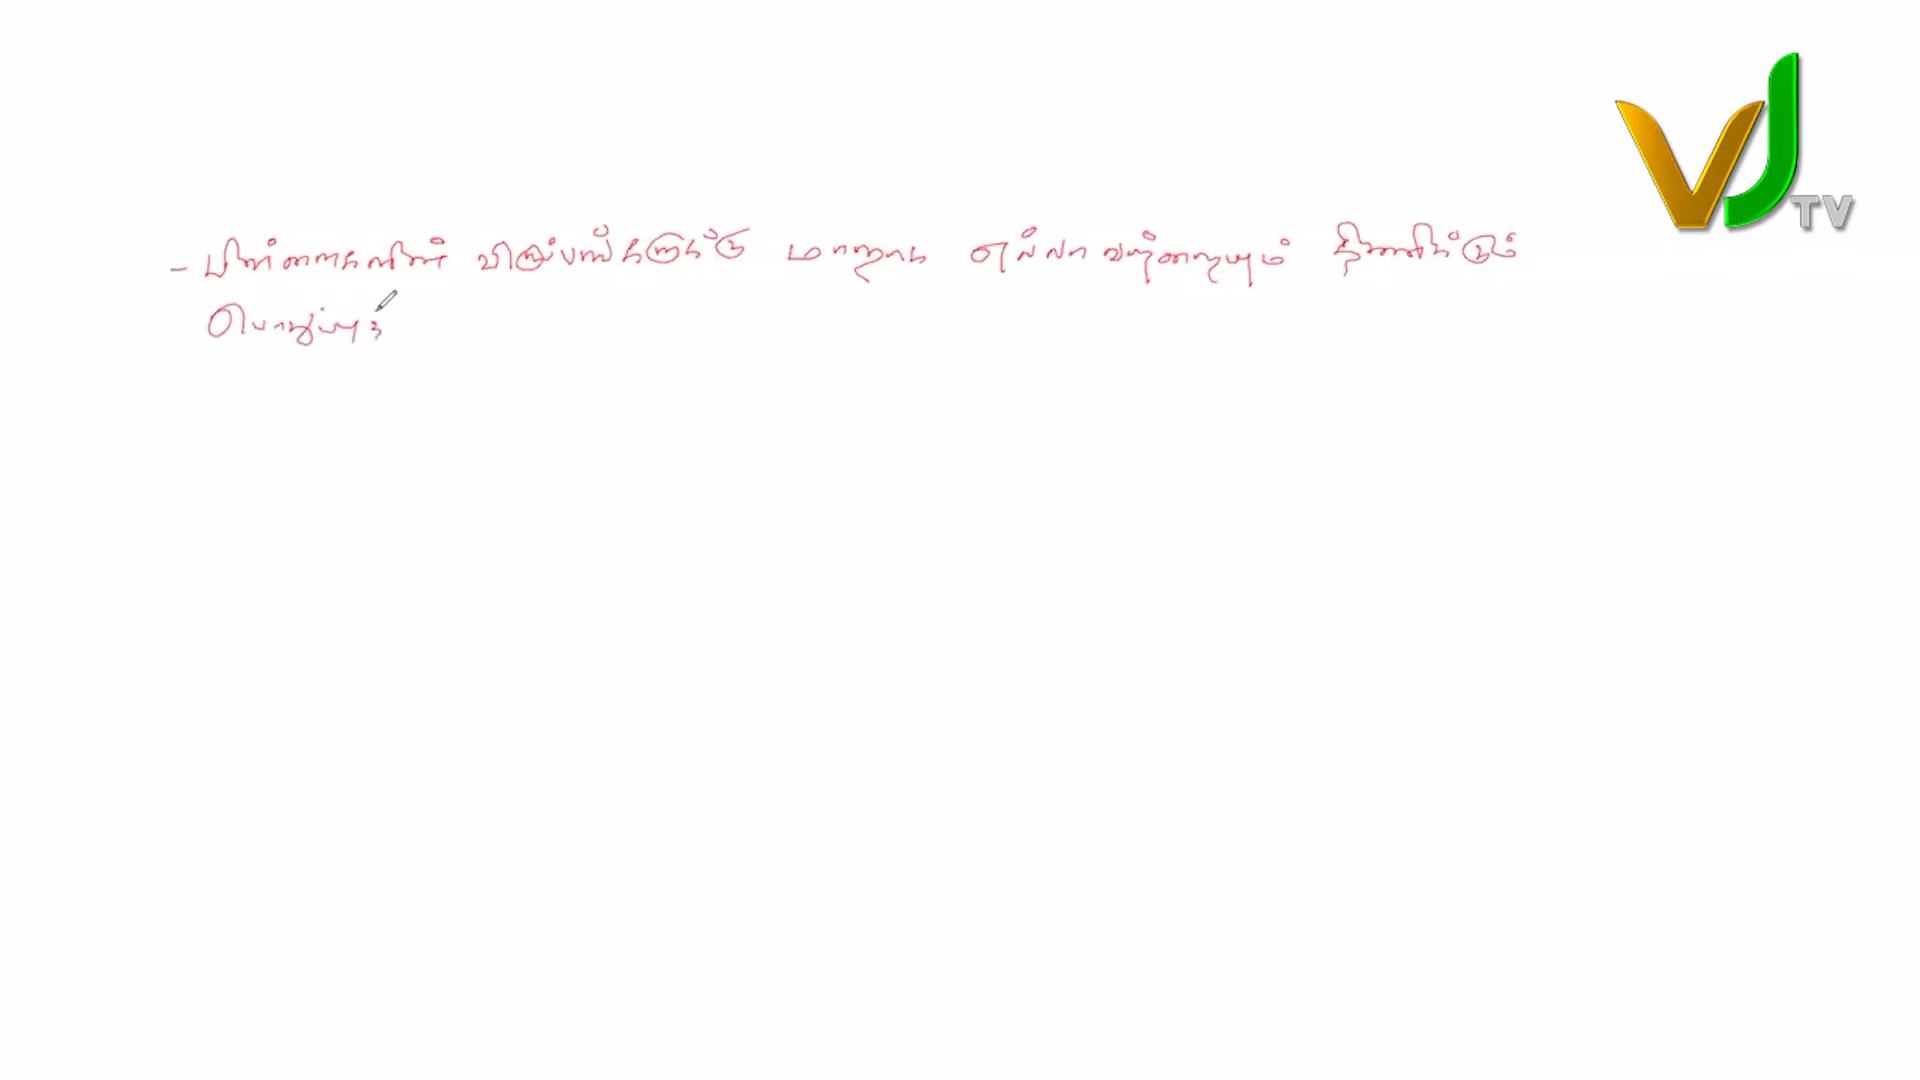 - பிள்ளைகளின் விருப்பங்களுக்கு மாறாக எல்லாவற்றையும் திணிக்கும்
பொறுப்பு
VJ TV